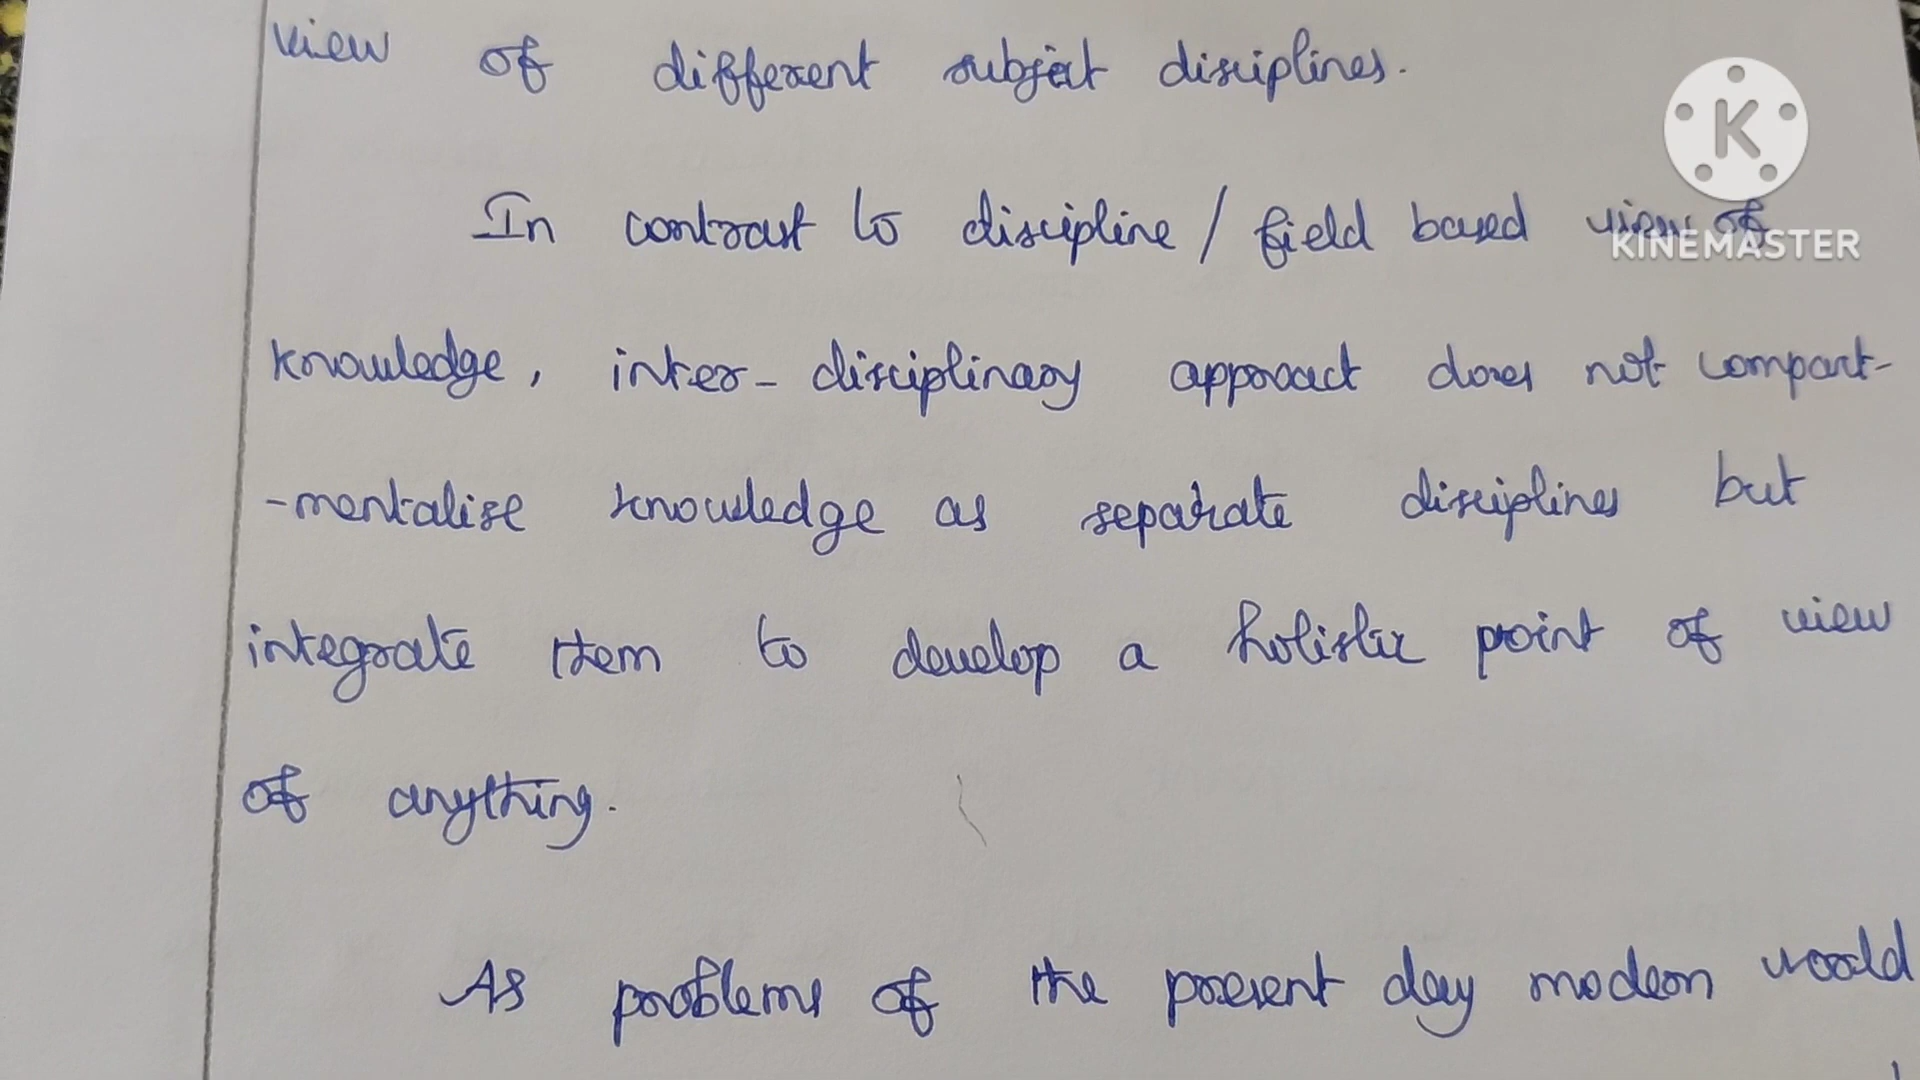 view of different subject disciplines.
In contrast to discipline / field based view of
KINEMASTER
knowledge, inter-disciplinary approact does not compart-
-mentalise knowledge as separate disciplines but
integrate them to develop a holistic point of view
of anything.
As problems of the present day modern world